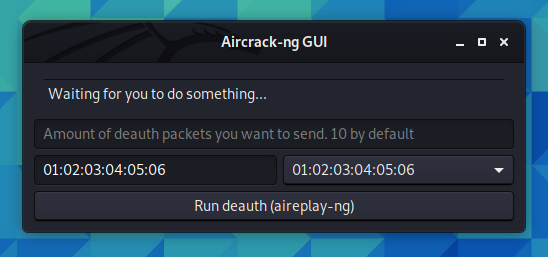 Aircrack-ng GUI
Waiting for you to do something...
Amount of deauth packets you want to send. 10 by default
01:02:03:04:05:06 01:02:03:04:05:06
Run deauth (aireplay-ng)